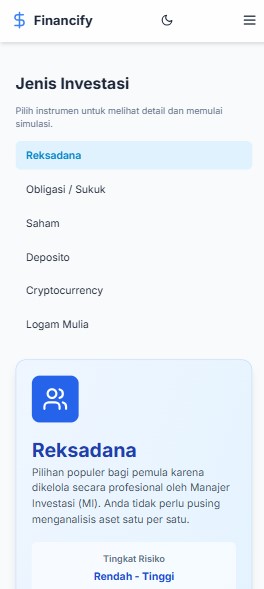 Financify
Jenis Investasi
Pilih instrumen untuk melihat detail dan memulai
simulasi.
Reksadana
Obligasi / Sukuk
Saham
Deposito
Cryptocurrency
Logam Mulia
Reksadana
Pilihan populer bagi pemula karena
dikelola secara profesional oleh Manajer
Investasi (MI). Anda tidak perlu pusing
menganalisis aset satu per satu.
Tingkat Risiko
Rendah - Tinggi